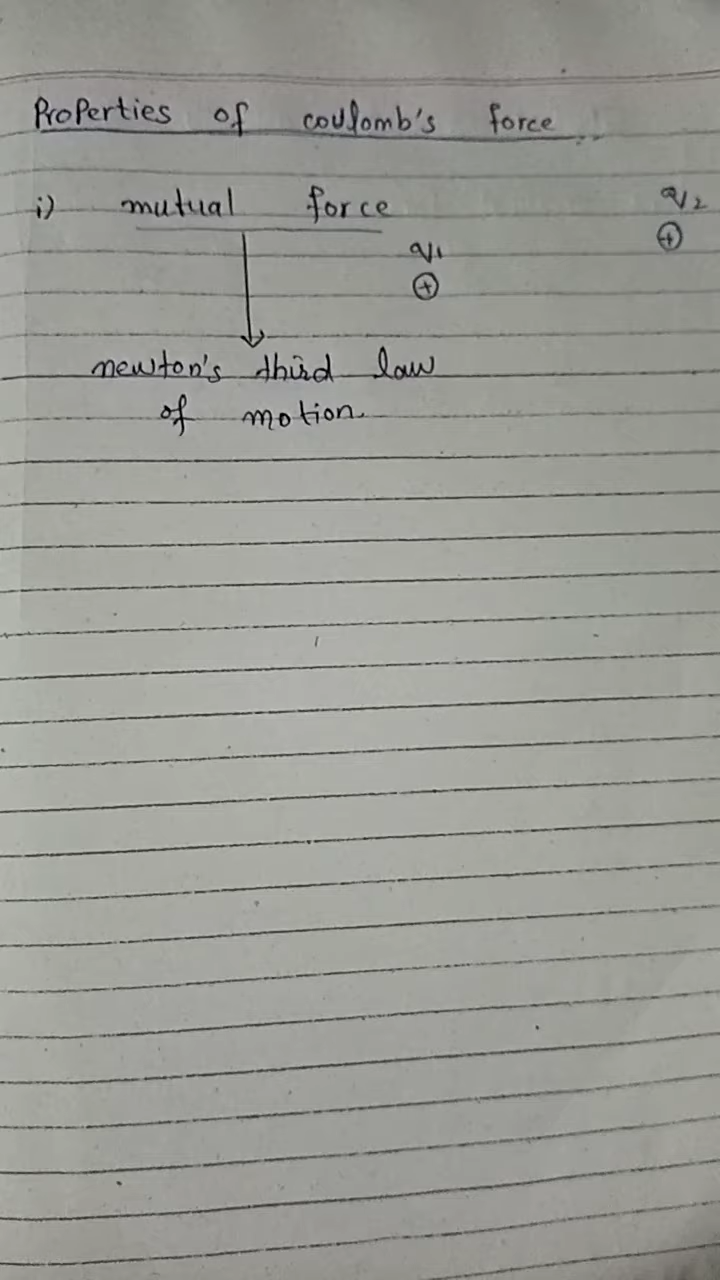 Properties of coulomb's force
i) mutual force
q1
⊕
q2
⊕
newton's third law
of motion.